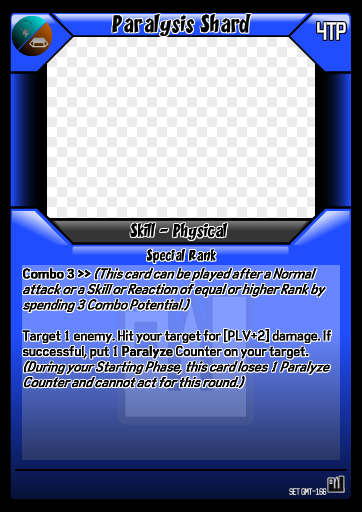 Paralysis Shard
4TP
Skill - Physical
Special Rank
Combo 3 >> (This card can be played after a Normal
attack or a Skill or Reaction of equal or higher Rank by
spending 3 Combo Potential.)
Target 1 enemy. Hit your target for [PLV+2] damage. If
successful, put 1 Paralyze Counter on your target.
(During your Starting Phase, this card loses 1 Paralyze
Counter and cannot act for this round.)
SET GMT-166